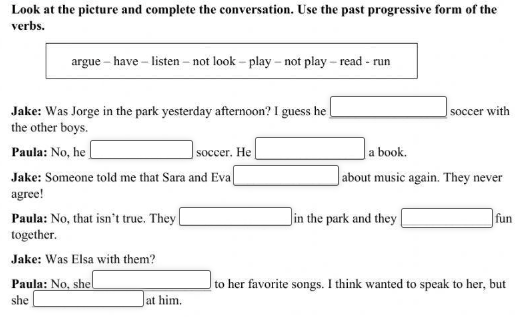 Look at the picture and complete the conversation. Use the past progressive form of the
verbs.
argue – have – listen – not look – play – not play – read - run
Jake: Was Jorge in the park yesterday afternoon? I guess he soccer with
the other boys.
Paula: No, he soccer. He a book.
Jake: Someone told me that Sara and Eva about music again. They never
agree!
Paula: No, that isn't true. They in the park and they fun
together.
Jake: Was Elsa with them?
Paula: No, she to her favorite songs. I think wanted to speak to her, but
she at him.